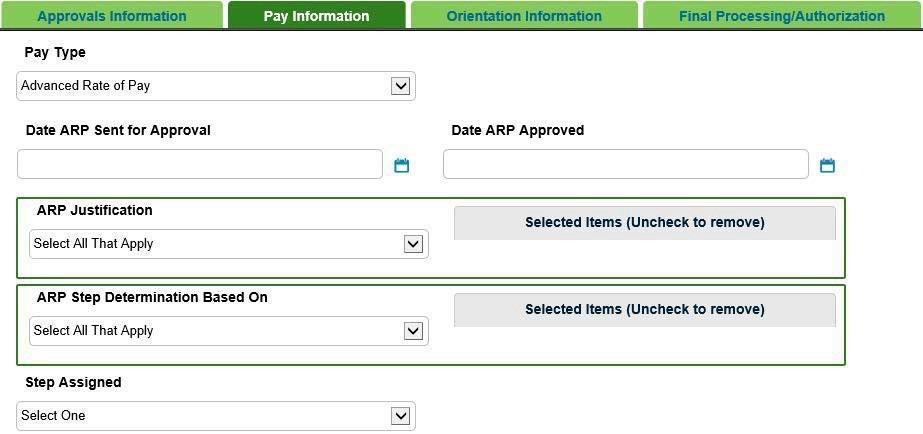 Approvals Information Pay Information Orientation Information Final Processing/Authorization
Pay Type
Advanced Rate of Pay
Date ARP Sent for Approval Date ARP Approved
ARP Justification
Selected Items (Uncheck to remove)
Select All That Apply
ARP Step Determination Based On
Selected Items (Uncheck to remove)
Select All That Apply
Step Assigned
Select One